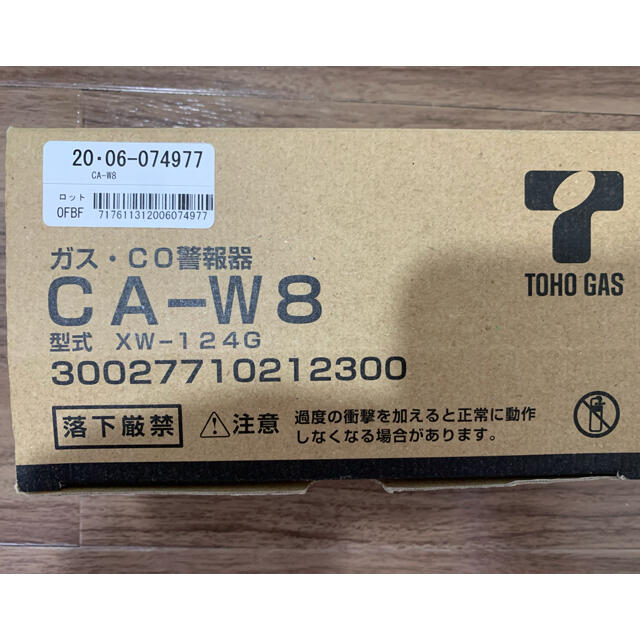 20・06-074977
CA-W8
ロット
0FBF
717611312006074977
TOHO GAS
ガス・CO警報器
CA-W8
型式 XW-124G
30027710212300
落下厳禁
注意
過度の衝撃を加えると正常に動作
しなくなる場合があります。